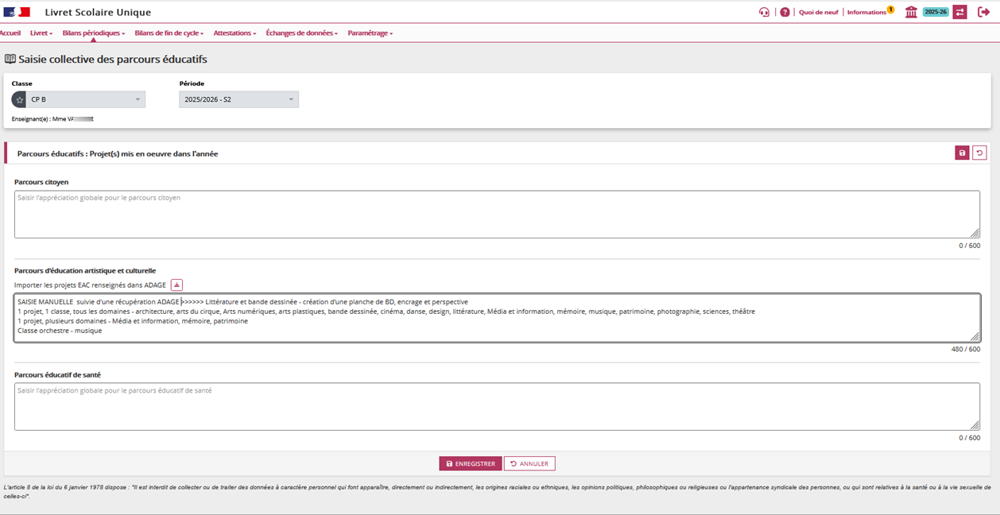 Livret Scolaire Unique
? Quoi de neuf Informations 1 2025-26
Accueil Livret Bilans périodiques Bilans de fin de cycle Attestations Échanges de données Paramétrage
Saisie collective des parcours éducatifs
Classe Période
CP B 2025/2026 - S2
Enseignant(e) : Mme
Parcours éducatifs : Projet(s) mis en oeuvre dans l'année
Parcours citoyen
Saisir l'appréciation globale pour le parcours citoyen
0 / 600
Parcours d'éducation artistique et culturelle
Importer les projets EAC renseignés dans ADAGE
SAISIE MANUELLE suivie d'une récupération ADAGE >>>>>> Littérature et bande dessinée - création d'une planche de BD, encrage et perspective
1 projet, 1 classe, tous les domaines - architecture, arts du cirque, Arts numériques, arts plastiques, bande dessinée, cinéma, danse, design, littérature, Média et information, mémoire, musique, patrimoine, photographie, sciences, théâtre
1 projet, plusieurs domaines - Média et information, mémoire, patrimoine
Classe orchestre - musique
480 / 600
Parcours éducatif de santé
Saisir l'appréciation globale pour le parcours éducatif de santé
0 / 600
ENREGISTRER ANNULER
L'article 8 de la loi du 6 janvier 1978 dispose : "Il est interdit de collecter ou de traiter des données à caractère personnel qui font apparaître, directement ou indirectement, les origines raciales ou ethniques, les opinions politiques, philosophiques ou religieuses ou l'appartenance syndicale des personnes, ou qui sont relatives à la santé ou à la vie sexuelle de
celles-ci".